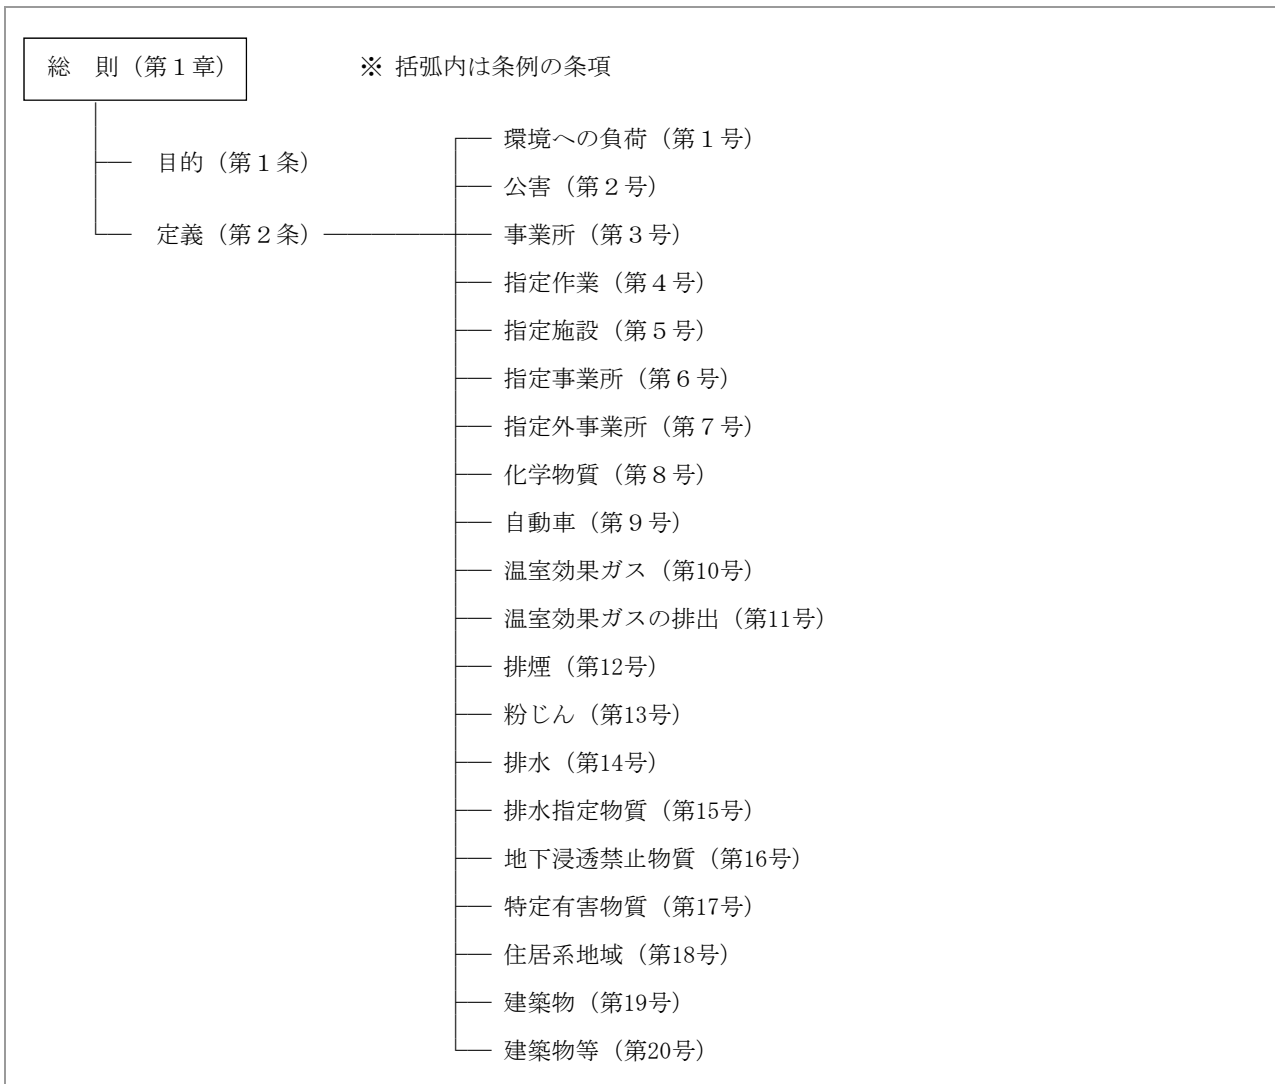 総　則（第１章）　※ 括弧内は条例の条項
目的（第１条）
定義（第２条）
環境への負荷（第１号）
公害（第２号）
事業所（第３号）
指定作業（第４号）
指定施設（第５号）
指定事業所（第６号）
指定外事業所（第７号）
化学物質（第８号）
自動車（第９号）
温室効果ガス（第10号）
温室効果ガスの排出（第11号）
排煙（第12号）
粉じん（第13号）
排水（第14号）
排水指定物質（第15号）
地下浸透禁止物質（第16号）
特定有害物質（第17号）
住居系地域（第18号）
建築物（第19号）
建築物等（第20号）